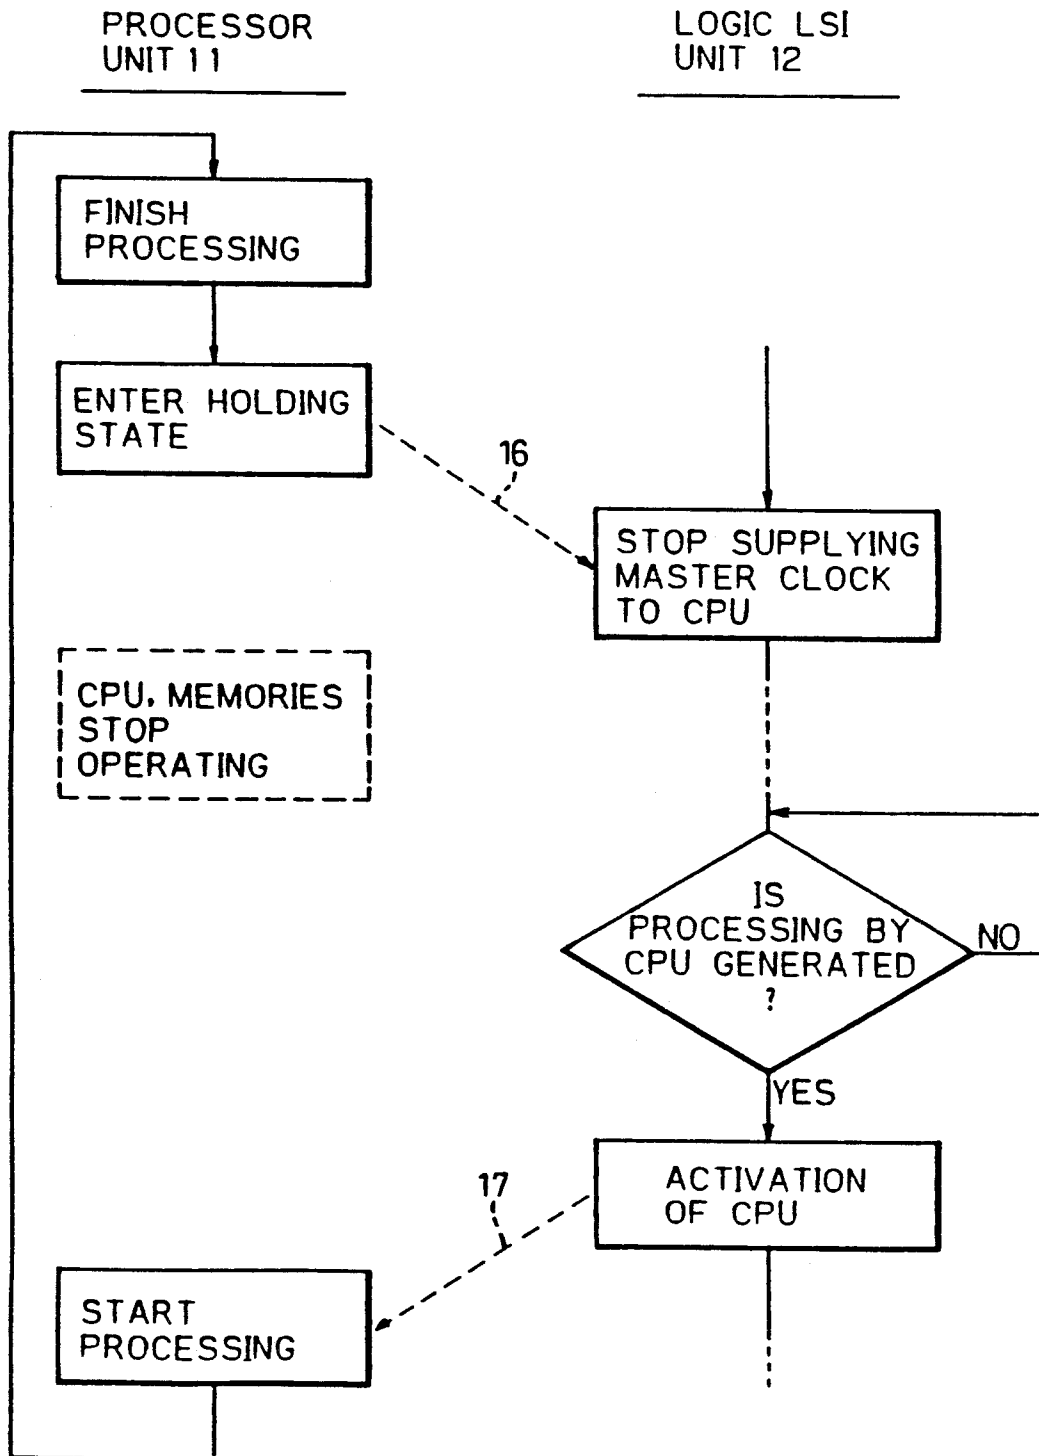 PROCESSOR
UNIT 11
LOGIC LSI
UNIT 12
FINISH
PROCESSING
ENTER HOLDING
STATE
16
STOP SUPPLYING
MASTER CLOCK
TO CPU
CPU, MEMORIES
STOP
OPERATING
IS
PROCESSING BY
CPU GENERATED
?
NO
YES
ACTIVATION
OF CPU
17
START
PROCESSING